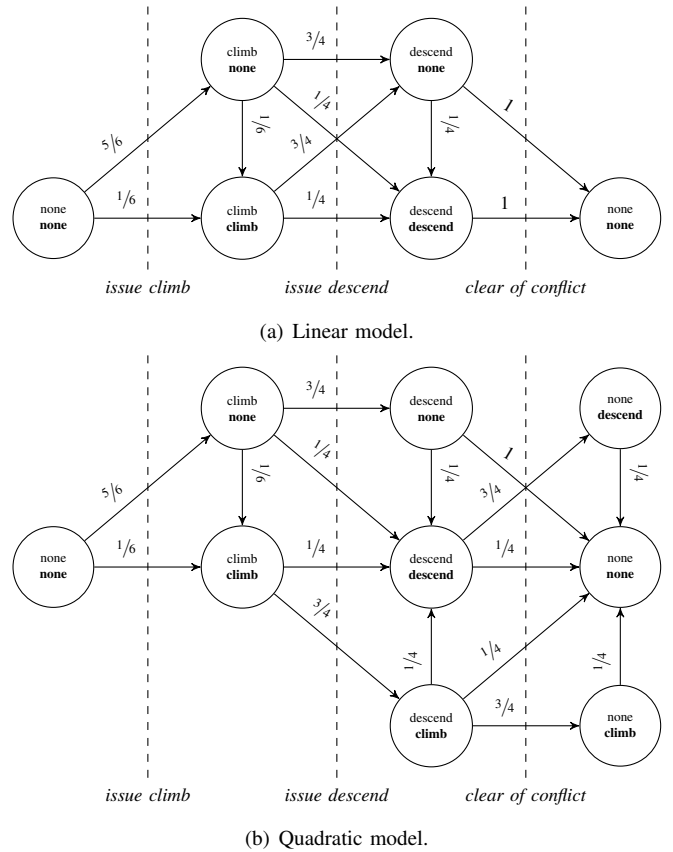 3/4
climb
none
descend
none
5/6
1/6
1/4
3/4
1/4
1
none
none
1/6
climb
climb
1/4
descend
descend
1
none
none
issue climb
issue descend
clear of conflict
(a) Linear model.
3/4
climb
none
descend
none
none
descend
5/6
1/6
1/4
1/4
1
3/4
1/4
none
none
1/6
climb
climb
1/4
descend
descend
1/4
none
none
3/4
1/4
1/4
1/4
descend
climb
3/4
none
climb
issue climb
issue descend
clear of conflict
(b) Quadratic model.